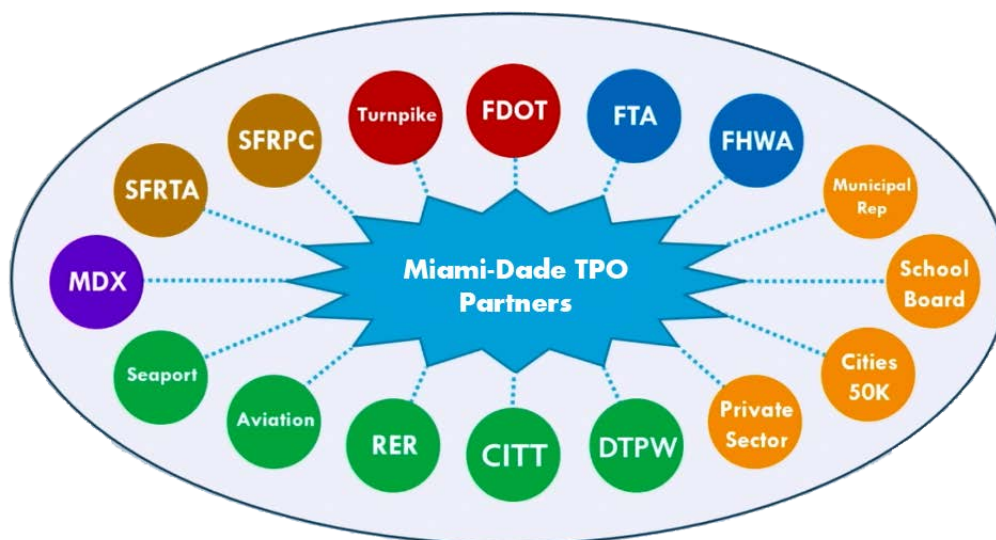 Turnpike
FDOT
FTA
SFRPC
FHWA
SFRTA
Municipal
Rep
MDX
Miami-Dade TPO
Partners
School
Board
Seaport
Cities
50K
Aviation
Private
Sector
RER
CITT
DTPW